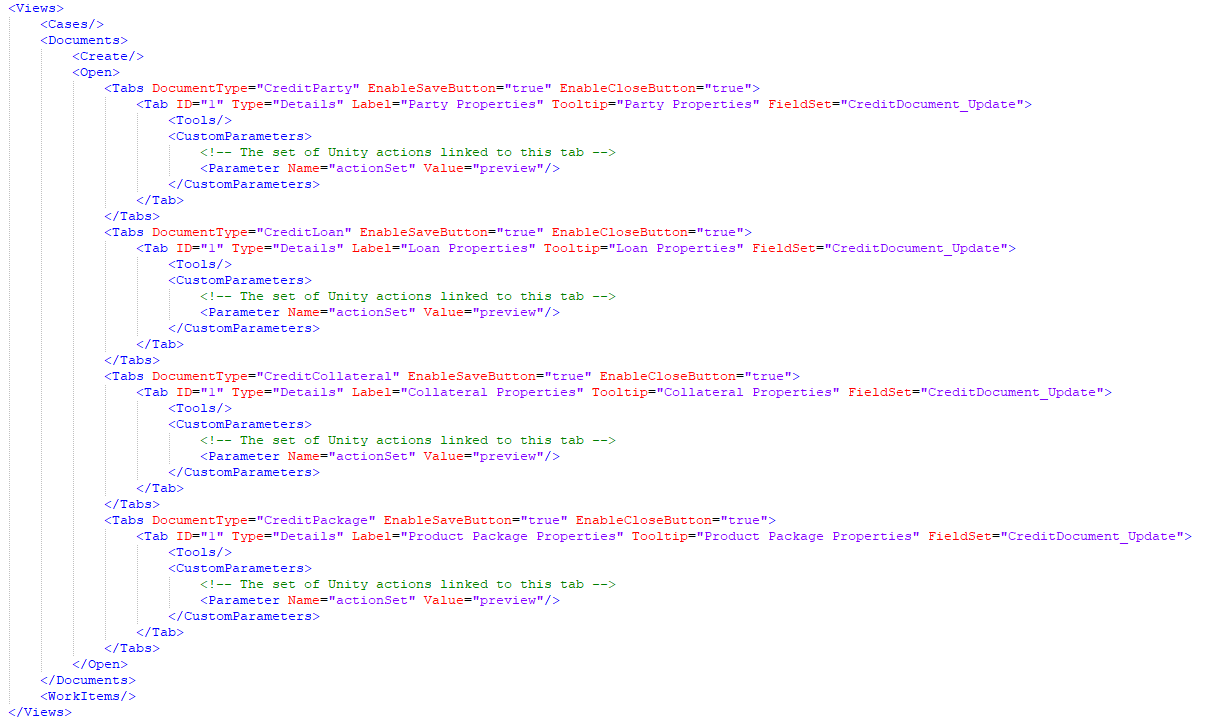 <Views>
    <Cases/>
    <Documents>
        <Create/>
        <Open>
            <Tabs DocumentType="CreditParty" EnableSaveButton="true" EnableCloseButton="true">
                <Tab ID="1" Type="Details" Label="Party Properties" Tooltip="Party Properties" FieldSet="CreditDocument_Update">
                    <Tools/>
                    <CustomParameters>
                        <!-- The set of Unity actions linked to this tab -->
                        <Parameter Name="actionSet" Value="preview"/>
                    </CustomParameters>
                </Tab>
            </Tabs>
            <Tabs DocumentType="CreditLoan" EnableSaveButton="true" EnableCloseButton="true">
                <Tab ID="1" Type="Details" Label="Loan Properties" Tooltip="Loan Properties" FieldSet="CreditDocument_Update">
                    <Tools/>
                    <CustomParameters>
                        <!-- The set of Unity actions linked to this tab -->
                        <Parameter Name="actionSet" Value="preview"/>
                    </CustomParameters>
                </Tab>
            </Tabs>
            <Tabs DocumentType="CreditCollateral" EnableSaveButton="true" EnableCloseButton="true">
                <Tab ID="1" Type="Details" Label="Collateral Properties" Tooltip="Collateral Properties" FieldSet="CreditDocument_Update">
                    <Tools/>
                    <CustomParameters>
                        <!-- The set of Unity actions linked to this tab -->
                        <Parameter Name="actionSet" Value="preview"/>
                    </CustomParameters>
                </Tab>
            </Tabs>
            <Tabs DocumentType="CreditPackage" EnableSaveButton="true" EnableCloseButton="true">
                <Tab ID="1" Type="Details" Label="Product Package Properties" Tooltip="Product Package Properties" FieldSet="CreditDocument_Update">
                    <Tools/>
                    <CustomParameters>
                        <!-- The set of Unity actions linked to this tab -->
                        <Parameter Name="actionSet" Value="preview"/>
                    </CustomParameters>
                </Tab>
            </Tabs>
        </Open>
    </Documents>
    <WorkItems/>
</Views>